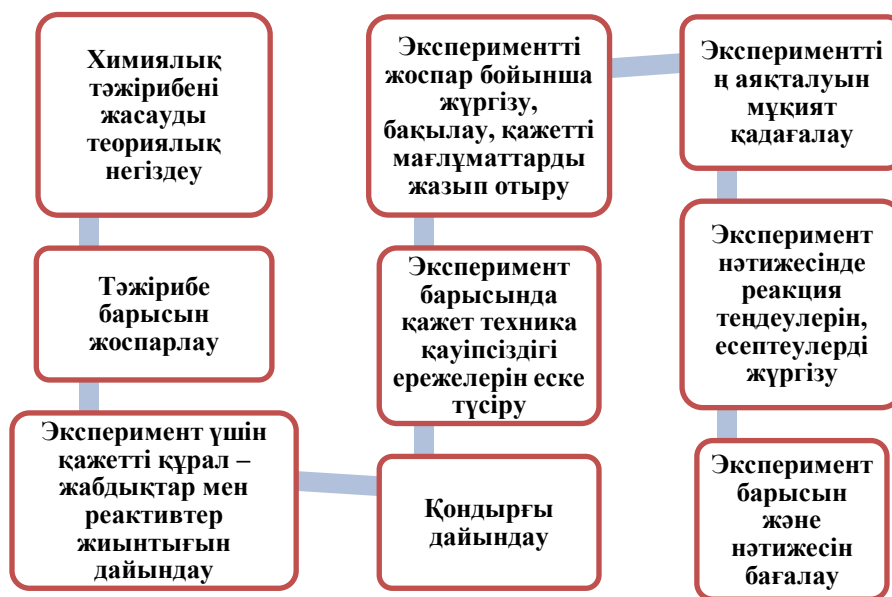 Химиялық
тәжірибені
жасауды
теориялық
негіздеу
Тәжірибе
барысын
жоспарлау
Эксперимент үшін
қажетті құрал –
жабдықтар мен
реактивтер
жиынтығын
дайындау
Қондырғы
дайындау
Эксперимент
барысында
қажет техника
қауіпсіздігі
ережелерін еске
түсіру
Экспериментті
жоспар бойынша
жүргізу,
бақылау, қажетті
мағлұматтарды
жазып отыру
Эксперименттi
ң аяқталуын
мұқият
қадағалау
Эксперимент
нәтижесінде
реакция
теңдеулерін,
есептеулерді
жүргізу
Эксперимент
барысын
және
нәтижесін
бағалау